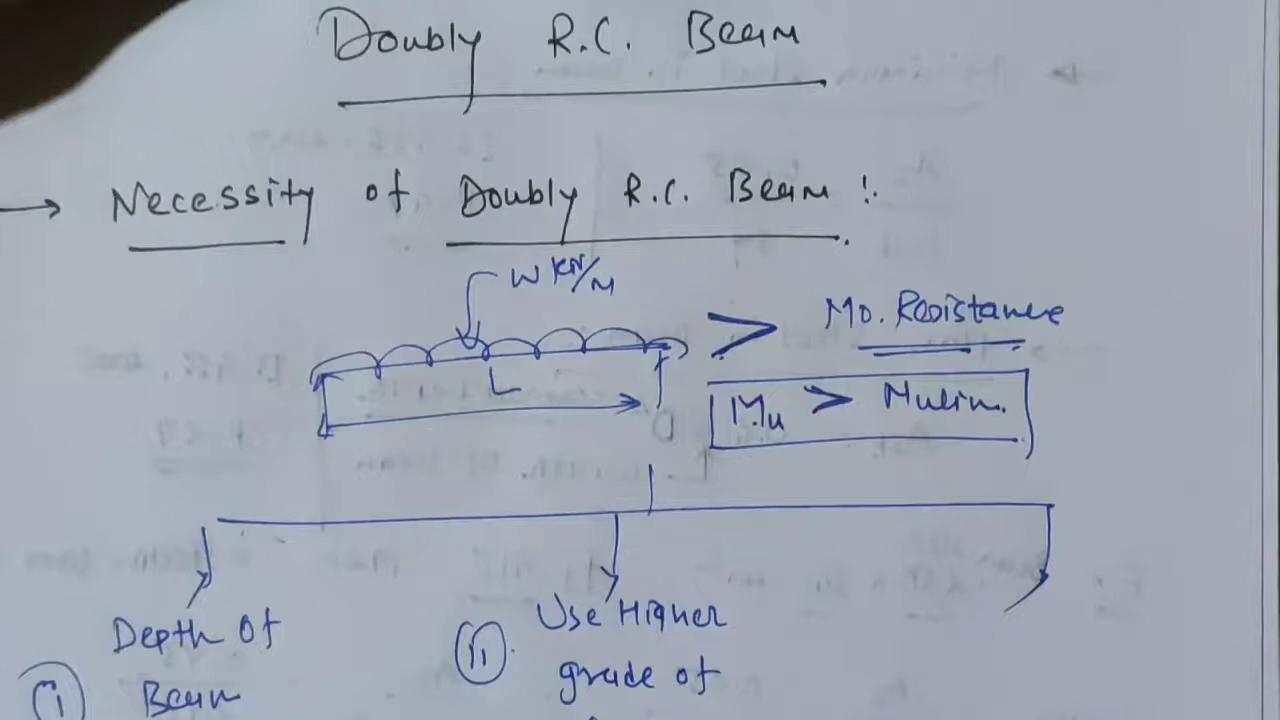 Doubly R.C. Beam
→ Necessity of Doubly R.C. Beam :.
W KN/M
> Mo. Resistance
L
Mu > Mulim.
Depth Of
Beam
(i)
Use Higher
(ii)
grade of